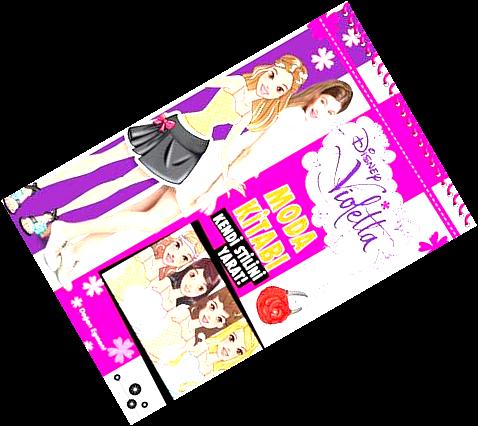 Disney
Violetta
MODA
KİTABI
KENDİ STİLİNİ
YARAT!